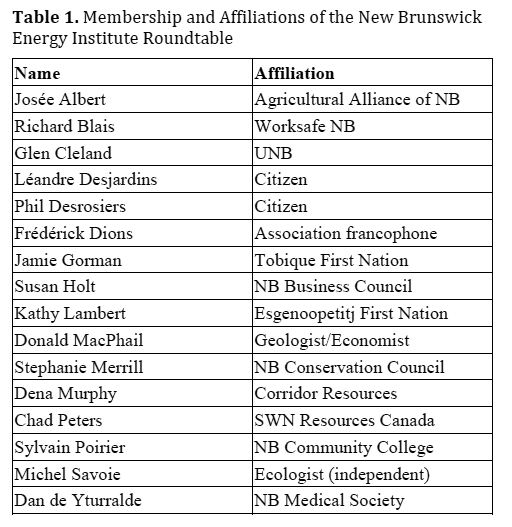 Table 1. Membership and Affiliations of the New Brunswick
Energy Institute Roundtable
Name Affiliation
Josée Albert Agricultural Alliance of NB
Richard Blais Worksafe NB
Glen Cleland UNB
Léandre Desjardins Citizen
Phil Desrosiers Citizen
Frédérick Dions Association francophone
Jamie Gorman Tobique First Nation
Susan Holt NB Business Council
Kathy Lambert Esgenoopetitj First Nation
Donald MacPhail Geologist/Economist
Stephanie Merrill NB Conservation Council
Dena Murphy Corridor Resources
Chad Peters SWN Resources Canada
Sylvain Poirier NB Community College
Michel Savoie Ecologist (independent)
Dan de Yturralde NB Medical Society